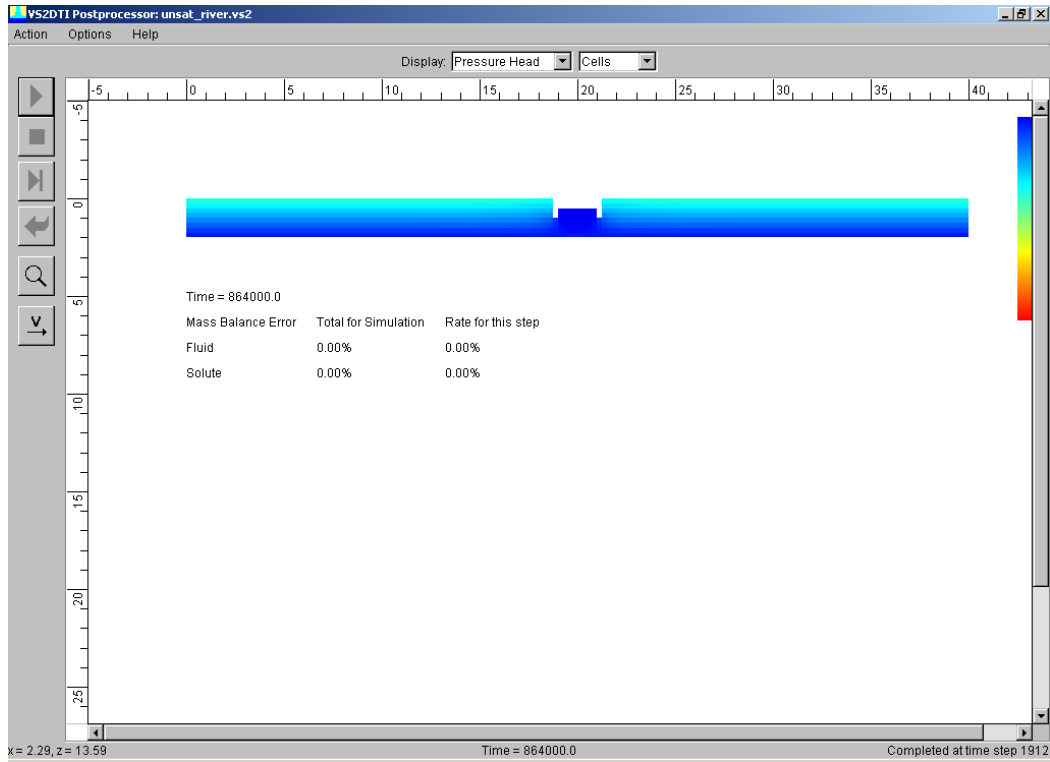 VS2DTI Postprocessor: unsat_river.vs2
Action Options Help
Display: Pressure Head Cells
-5 0 5 10 15 20 25 30 35 40
-5
0
5
10
15
20
25
V
Time = 864000.0
Mass Balance Error Total for Simulation Rate for this step
Fluid 0.00% 0.00%
Solute 0.00% 0.00%
x = 2.29, z = 13.59 Time = 864000.0 Completed at time step 1912